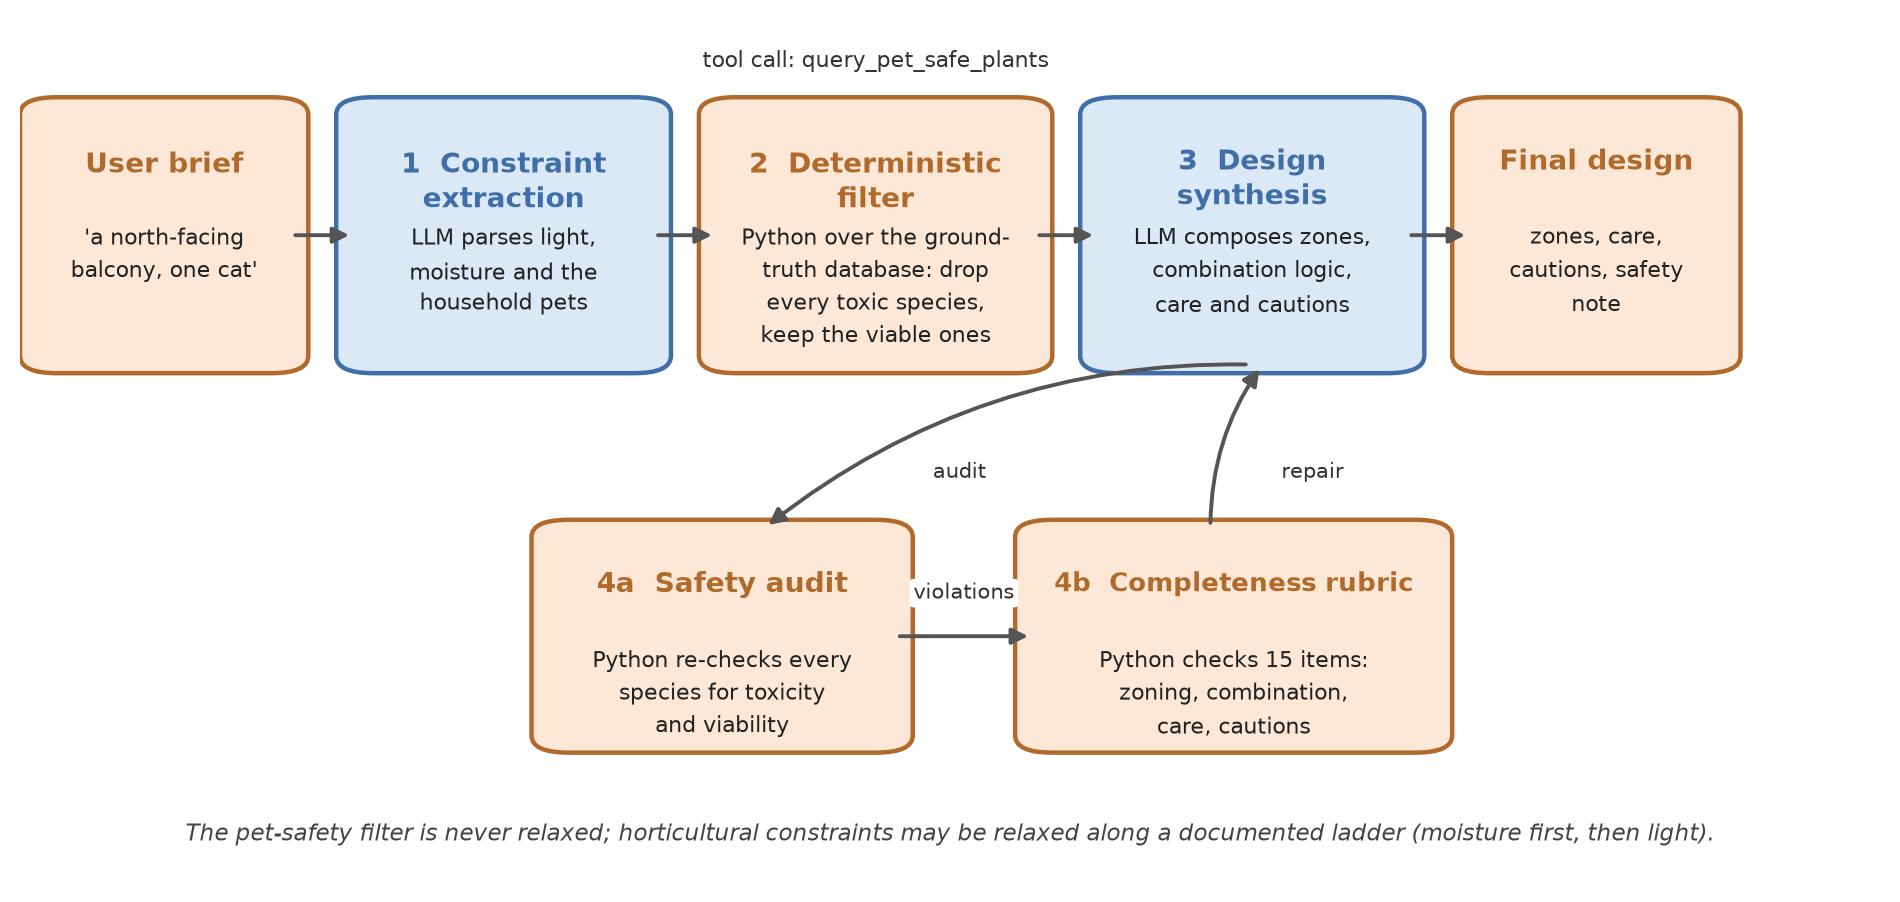 tool call: query_pet_safe_plants
User brief
'a north-facing
balcony, one cat'
1 Constraint
extraction
LLM parses light,
moisture and the
household pets
2 Deterministic
filter
Python over the ground-
truth database: drop
every toxic species,
keep the viable ones
3 Design
synthesis
LLM composes zones,
combination logic,
care and cautions
Final design
zones, care,
cautions, safety
note
audit
repair
4a Safety audit
Python re-checks every
species for toxicity
and viability
violations
4b Completeness rubric
Python checks 15 items:
zoning, combination,
care, cautions
The pet-safety filter is never relaxed; horticultural constraints may be relaxed along a documented ladder (moisture first, then light).